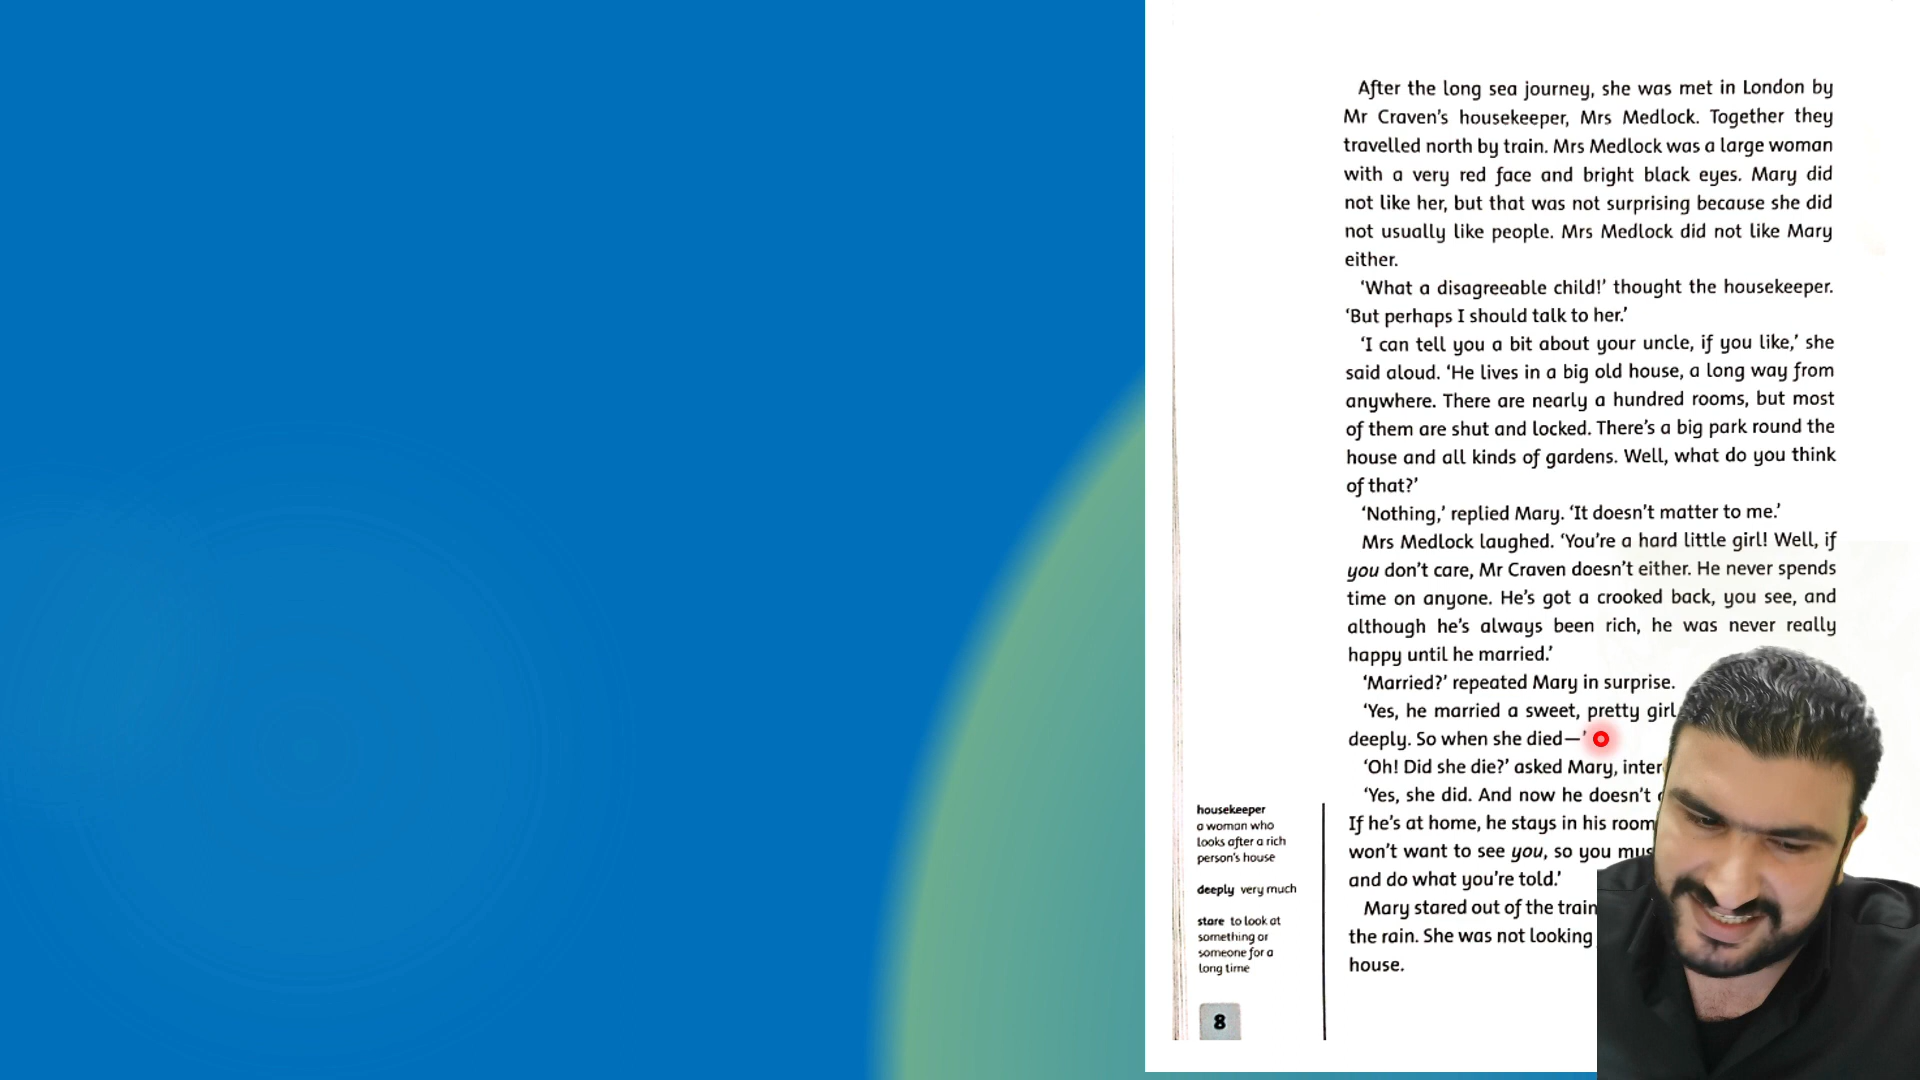 After the long sea journey, she was met in London by
Mr Craven's housekeeper, Mrs Medlock. Together they
travelled north by train. Mrs Medlock was a large woman
with a very red face and bright black eyes. Mary did
not like her, but that was not surprising because she did
not usually like people. Mrs Medlock did not like Mary
either.
'What a disagreeable child!' thought the housekeeper.
'But perhaps I should talk to her.'
'I can tell you a bit about your uncle, if you like,' she
said aloud. 'He lives in a big old house, a long way from
anywhere. There are nearly a hundred rooms, but most
of them are shut and locked. There's a big park round the
house and all kinds of gardens. Well, what do you think
of that?'
'Nothing,' replied Mary. 'It doesn't matter to me.'
Mrs Medlock laughed. 'You're a hard little girl! Well, if
you don't care, Mr Craven doesn't either. He never spends
time on anyone. He's got a crooked back, you see, and
although he's always been rich, he was never really
happy until he married.'
'Married?' repeated Mary in surprise.
'Yes, he married a sweet, pretty girl
deeply. So when she died—'
'Oh! Did she die?' asked Mary,
'Yes, she did. And now he doesn't
If he's at home, he stays in his room
won't want to see you, so you
and do what you're told.'
Mary stared out of the train
the rain. She was not looking
house.
housekeeper
a woman who
looks after a rich
person's house
deeply very much
stare to look at
something or
someone for a
long time
8